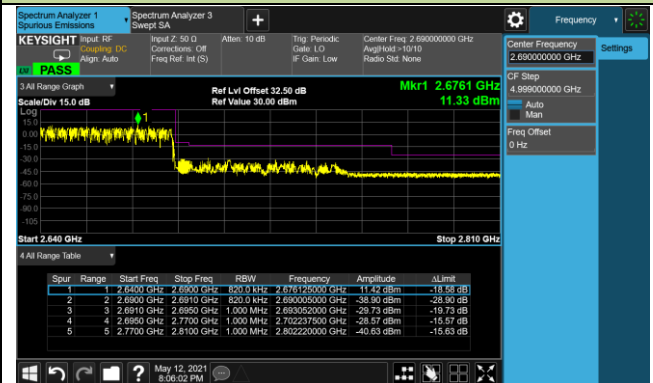 Spectrum Analyzer 1
Spurious Emissions
Spectrum Analyzer 3
Swept SA
Frequency
KEYSIGHT
Input: RF
Coupling: DC
Align: Auto
Input Z: 50 Ω
Corrections: Off
Freq Ref: Int (S)
Atten: 10 dB
Trig: Periodic
Gate: LO
IF Gain: Low
Center Freq: 2.690000000 GHz
Avg|Hold:>10/10
Radio Std: None
PASS
Center Frequency
2.690000000 GHz
Settings
CF Step
4.999000000 GHz
Auto
Man
Freq Offset
0 Hz
3 All Range Graph
Ref Lvl Offset 32.50 dB
Mkr1 2.6761 GHz
Scale/Div 15.0 dB
Ref Value 30.00 dBm
11.33 dBm
Log
15.0
0.00
-15.0
-30.0
-45.0
-60.0
-75.0
-90.0
-105
1
Start 2.640 GHz
Stop 2.810 GHz
4 All Range Table
Spur Range Start Freq Stop Freq RBW Frequency Amplitude ΔLimit
1 1 2.6400 GHz 2.6900 GHz 820.0 kHz 2.676125000 GHz 11.42 dBm -18.58 dB
2 2 2.6900 GHz 2.6910 GHz 820.0 kHz 2.690005000 GHz -38.90 dBm -28.90 dB
3 3 2.6910 GHz 2.6950 GHz 1.000 MHz 2.693052000 GHz -29.73 dBm -19.73 dB
4 4 2.6950 GHz 2.7700 GHz 1.000 MHz 2.702237500 GHz -28.57 dBm -15.57 dB
5 5 2.7700 GHz 2.8100 GHz 1.000 MHz 2.802220000 GHz -40.63 dBm -15.63 dB
May 12, 2021
8:06:02 PM